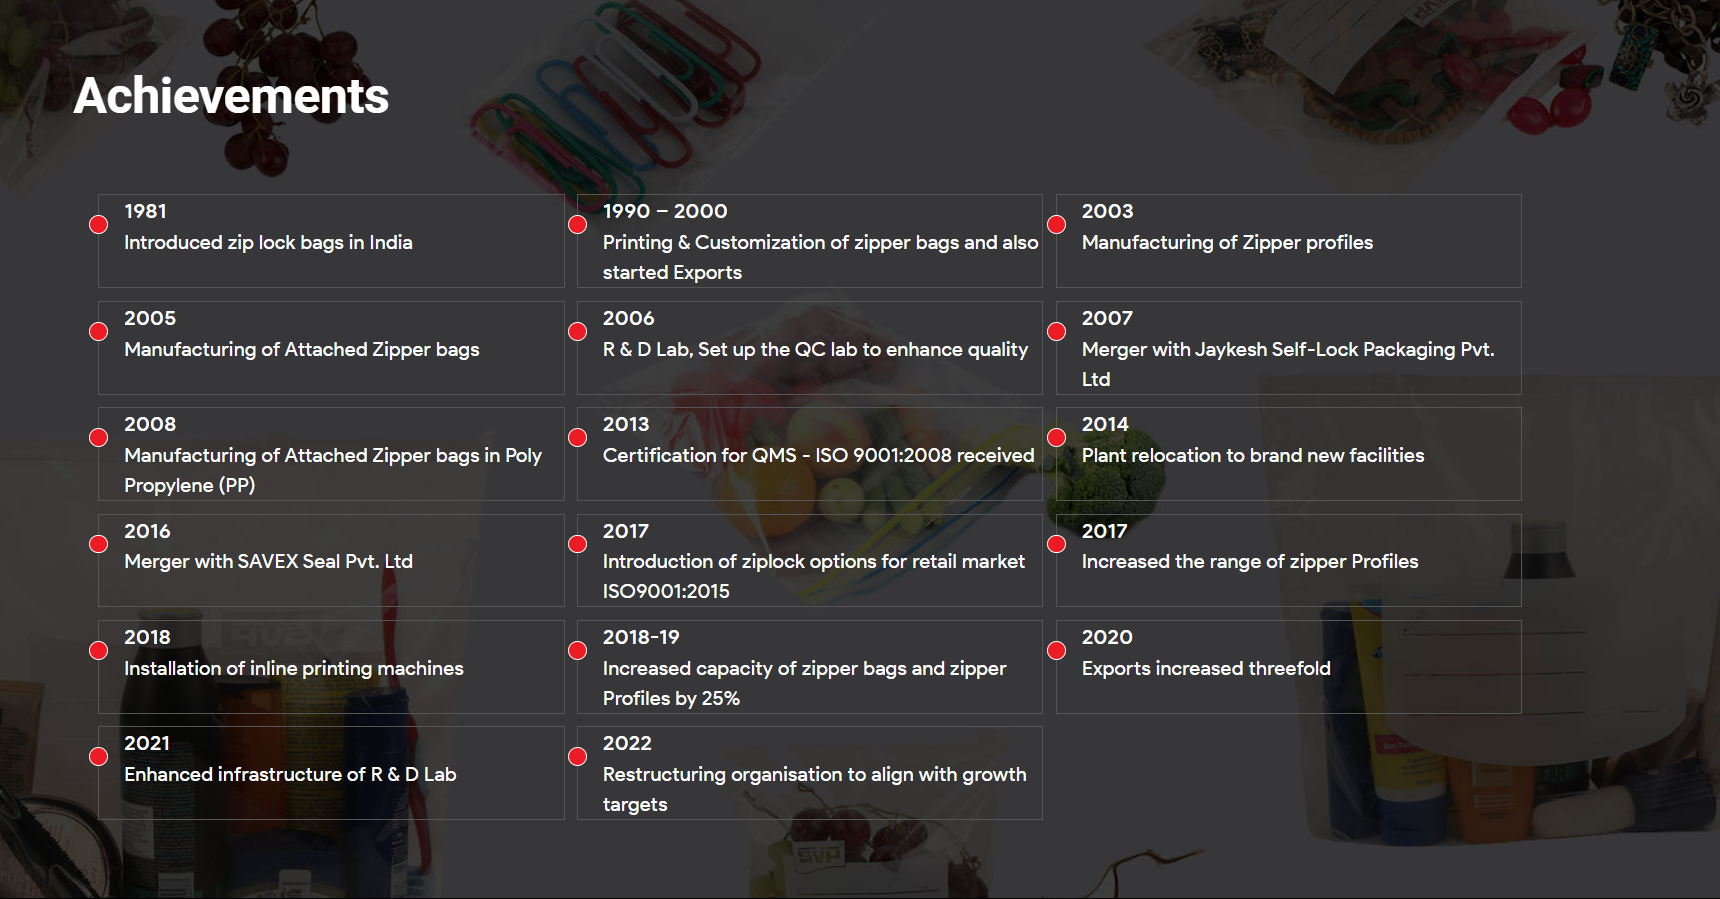 Achievements
1981
Introduced zip lock bags in India
1990 – 2000
Printing & Customization of zipper bags and also
started Exports
2003
Manufacturing of Zipper profiles
2005
Manufacturing of Attached Zipper bags
2006
R & D Lab, Set up the QC lab to enhance quality
2007
Merger with Jaykesh Self-Lock Packaging Pvt.
Ltd
2008
Manufacturing of Attached Zipper bags in Poly
Propylene (PP)
2013
Certification for QMS - ISO 9001:2008 received
2014
Plant relocation to brand new facilities
2016
Merger with SAVEX Seal Pvt. Ltd
2017
Introduction of ziplock options for retail market
ISO9001:2015
2017
Increased the range of zipper Profiles
2018
Installation of inline printing machines
2018-19
Increased capacity of zipper bags and zipper
Profiles by 25%
2020
Exports increased threefold
2021
Enhanced infrastructure of R & D Lab
2022
Restructuring organisation to align with growth
targets